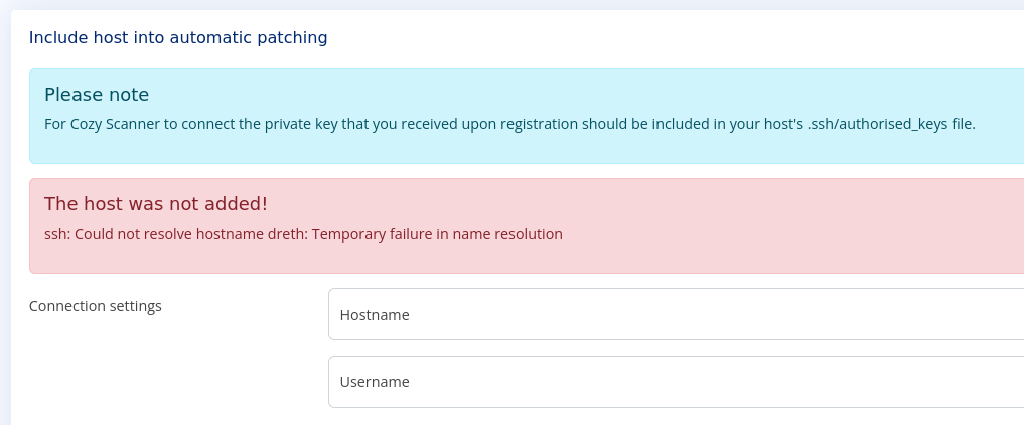 Include host into automatic patching
Please note
For Cozy Scanner to connect the private key that you received upon registration should be included in your host's .ssh/authorised_keys file.
The host was not added!
ssh: Could not resolve hostname dreth: Temporary failure in name resolution
Connection settings
Hostname
Username